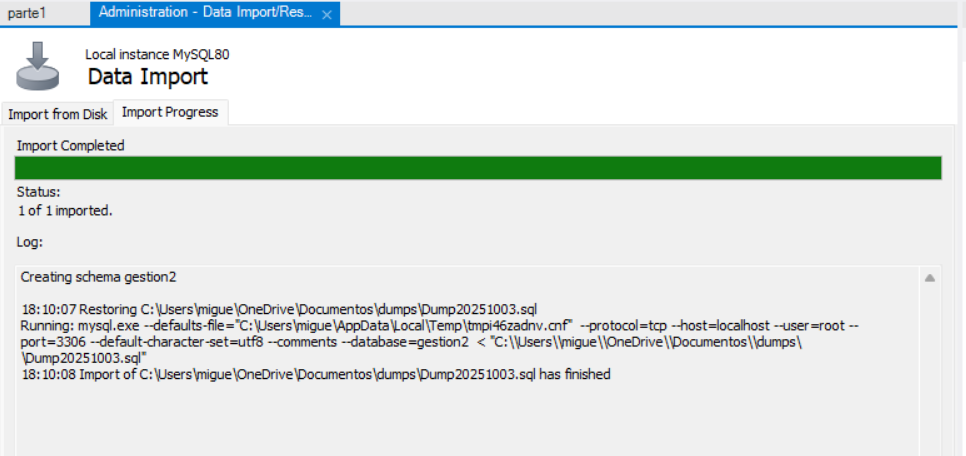 parte1
Administration - Data Import/Res...
Local instance MySQL80
Data Import
Import from Disk
Import Progress
Import Completed
Status:
1 of 1 imported.
Log:
Creating schema gestion2
18:10:07 Restoring C:\Users\migue\OneDrive\Documentos\dumps\Dump20251003.sql
Running: mysql.exe --defaults-file="C:\Users\migue\AppData\Local\Temp\tmpi46zadnv.cnf"  --protocol=tcp --host=localhost --user=root --
port=3306 --default-character-set=utf8 --comments --database=gestion2  < "C:\\Users\\migue\\OneDrive\\Documentos\\dumps\
\Dump20251003.sql"
18:10:08 Import of C:\Users\migue\OneDrive\Documentos\dumps\Dump20251003.sql has finished